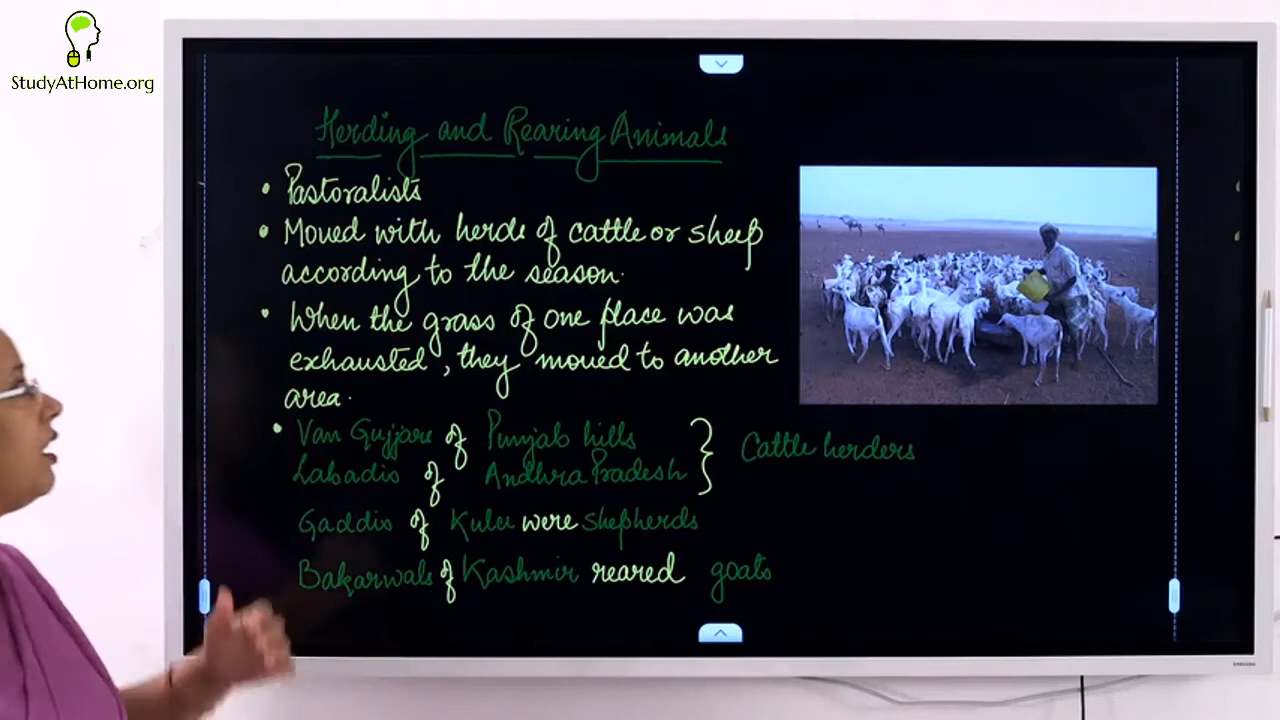 StudyAtHome.org
Herding and Rearing Animals
• Pastoralists
• Moved with herds of cattle or sheep
according to the season.
• When the grass of one place was
exhausted, they moved to another
area.
• Van Gujjars of Punjab hills
Labadis of Andhra Pradesh } Cattle herders
Gaddis of Kulu were shepherds
Bakarwals of Kashmir reared goats
SAMSUNG